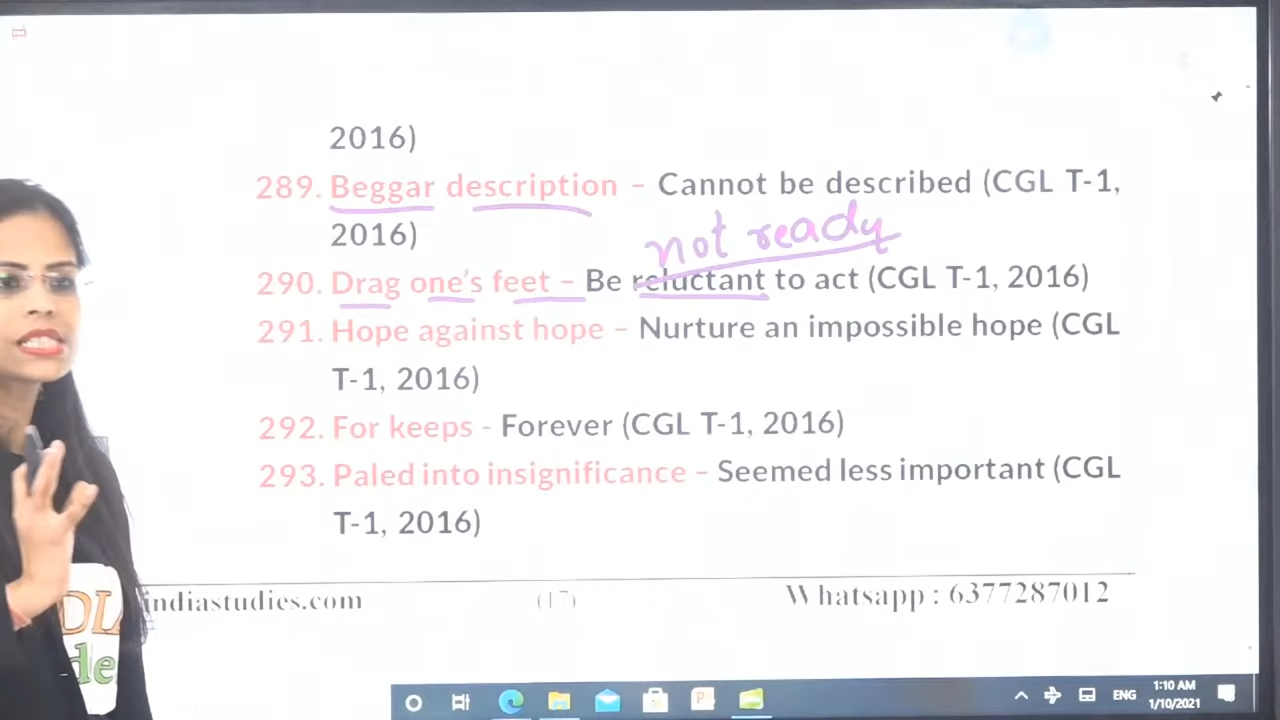 2016)
289. Beggar description – Cannot be described (CGL T-1,
2016)
not ready
290. Drag one's feet – Be reluctant to act (CGL T-1, 2016)
291. Hope against hope – Nurture an impossible hope (CGL
T-1, 2016)
292. For keeps - Forever (CGL T-1, 2016)
293. Paled into insignificance – Seemed less important (CGL
T-1, 2016)
indiastudies.com (17) Whatsapp : 6377287012
ENG
1:10 AM
1/10/2021